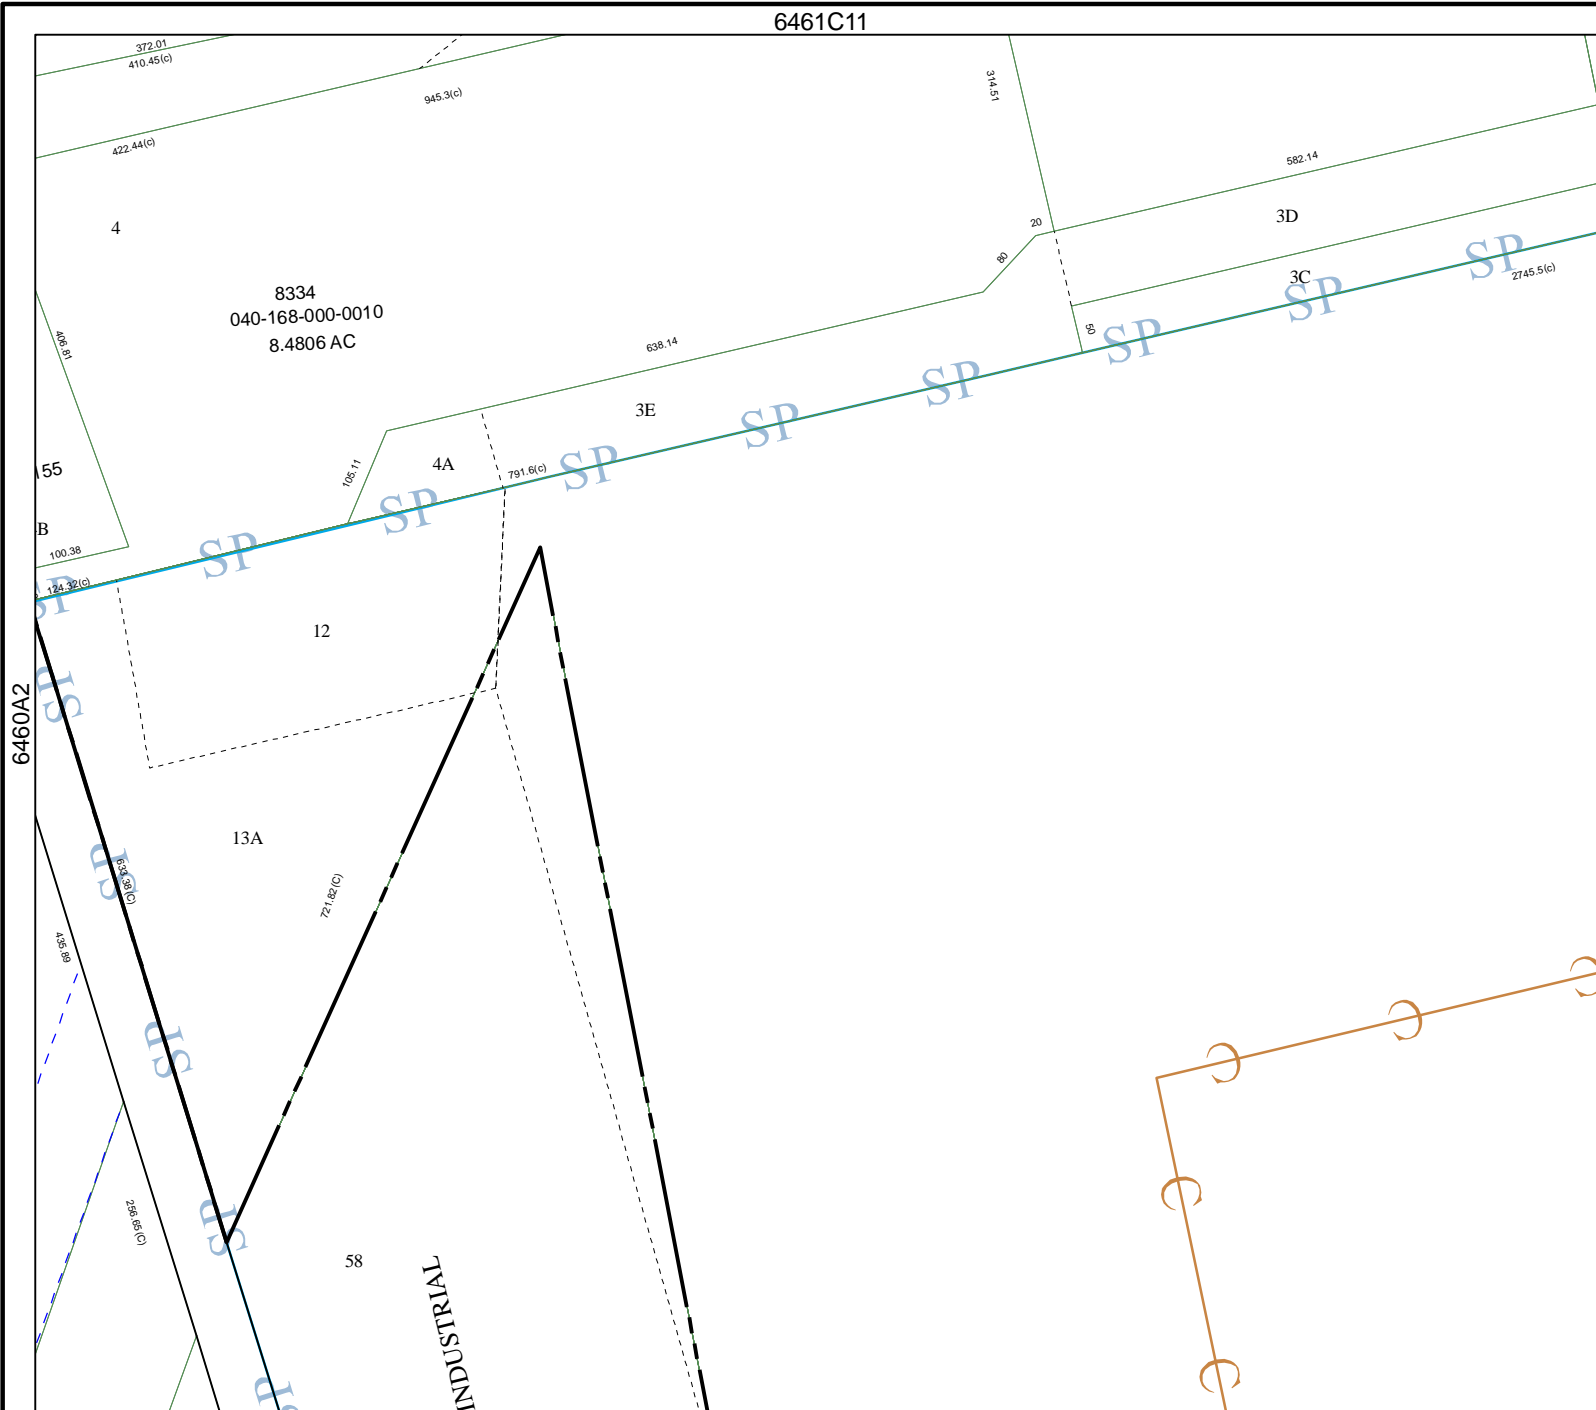 6461C11
372.01
410.45(c)
945.3(c)
422.44(c)
314.51
582.14
4
20
3D
80
3C
SP
2745.5(c)
SP
8334
040-168-000-0010
8.4806 AC
406.81
638.14
50
SP
SP
3E
SP
155
4A
105.11
791.6(c)
SP
SP
B
100.38
SP
124.32(c)
SP
12
6460A2
SP
13A
SP
633.38(C)
721.82(C)
435.89
C
C
C
SP
C
256.65(C)
SP
58
INDUSTRIAL
C
SP